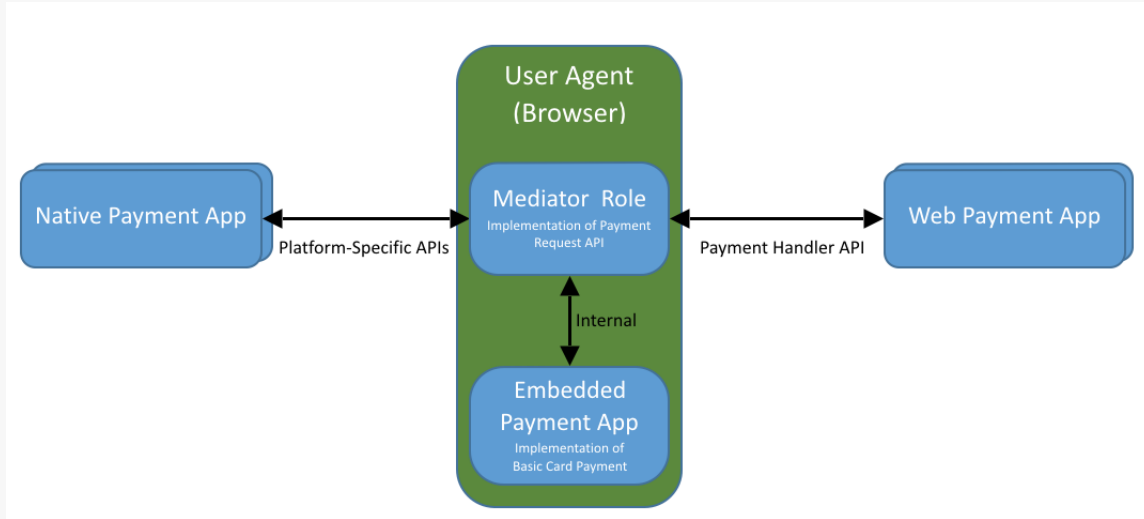 User Agent
(Browser)
Native Payment App
Platform-Specific APIs
Mediator Role
Implementation of Payment
Request API
Payment Handler API
Web Payment App
Internal
Embedded
Payment App
Implementation of
Basic Card Payment